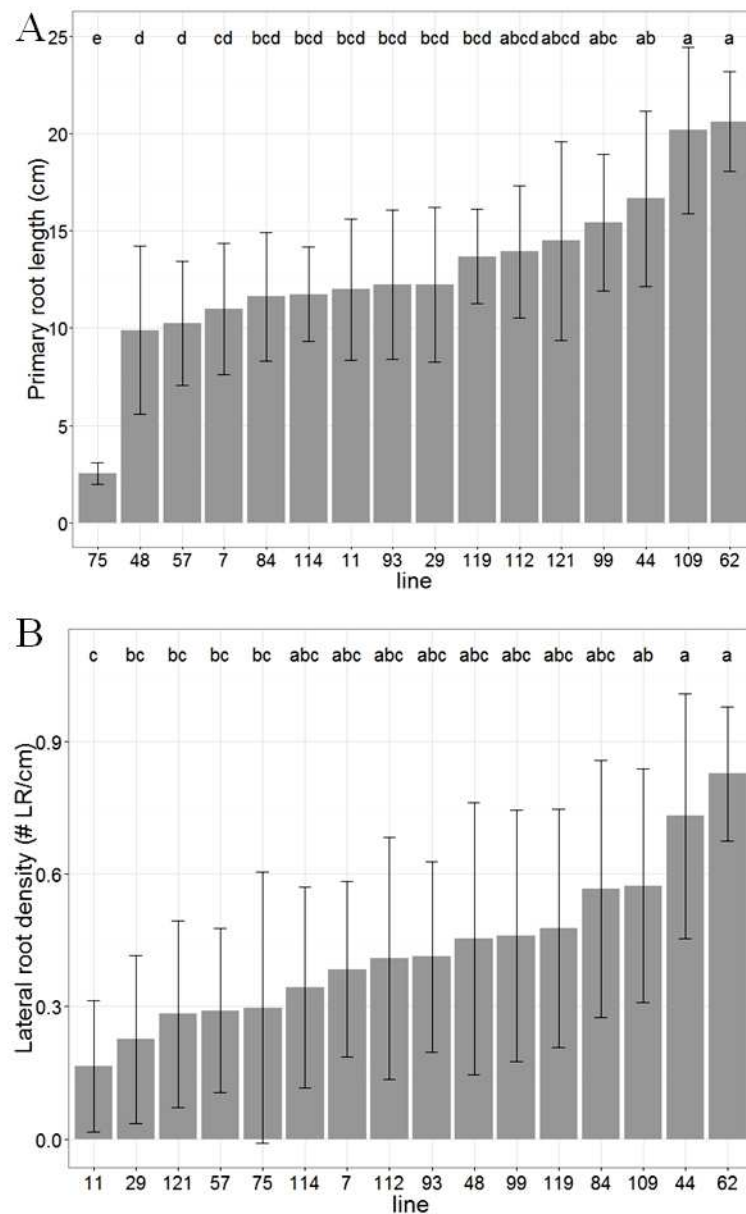 A
e d d cd bcd bcd bcd bcd bcd bcd abcd abcd abc ab a a
25
20
15
10
5
0
Primary root length (cm)
75 48 57 7 84 114 11 93 29 119 112 121 99 44 109 62
line
B
c bc bc bc bc abc abc abc abc abc abc abc abc ab a a
0.9
0.6
0.3
0.0
Lateral root density (# LR/cm)
11 29 121 57 75 114 7 112 93 48 99 119 84 109 44 62
line